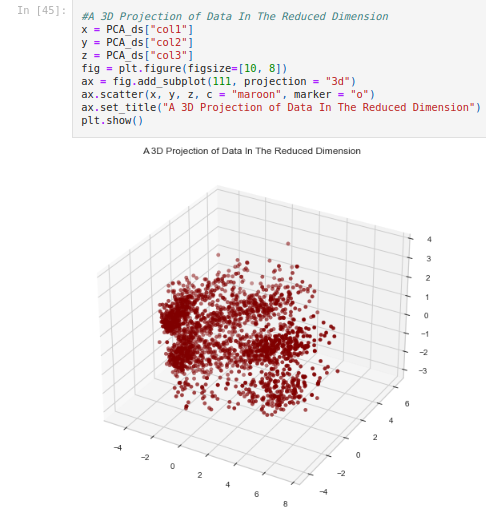 In [45]:
#A 3D Projection of Data In The Reduced Dimension
x = PCA_ds["col1"]
y = PCA_ds["col2"]
z = PCA_ds["col3"]
fig = plt.figure(figsize=[10, 8])
ax = fig.add_subplot(111, projection = "3d")
ax.scatter(x, y, z, c = "maroon", marker = "o")
ax.set_title("A 3D Projection of Data In The Reduced Dimension")
plt.show()
A 3D Projection of Data In The Reduced Dimension
4
3
2
1
0
−1
−2
−3
6
4
2
0
−2
−4
−4
−2
0
2
4
6
8